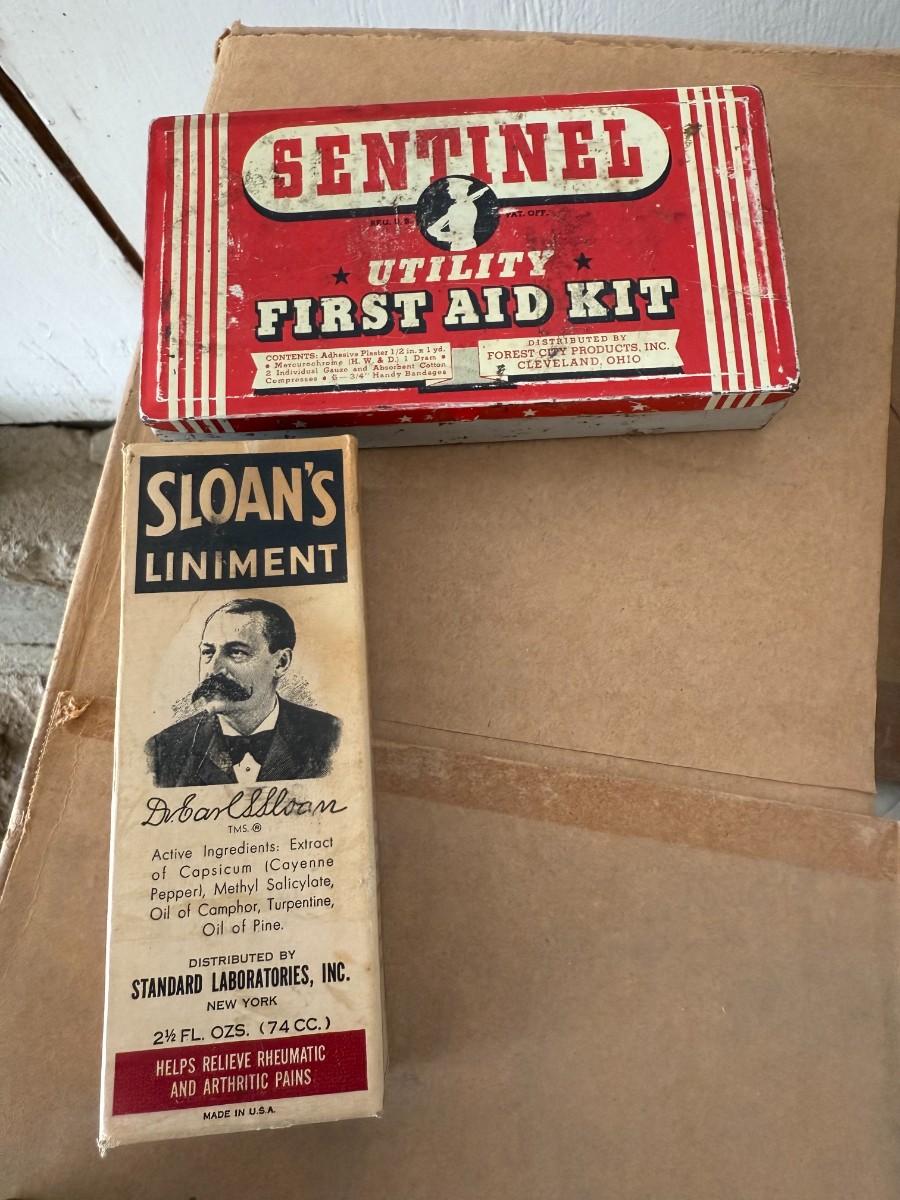 SENTINEL
REG. U.S. PAT. OFF.
UTILITY
FIRST AID KIT
CONTENTS: Adhesive Plaster 1/2 in. x 1 yd.
• Mercurochrome (H. W. & D.) 1 Dram •
2 Individual Gauze and Absorbent Cotton
Compresses • 6—3/4" Handy Bandages
DISTRIBUTED BY
FOREST CITY PRODUCTS, INC.
CLEVELAND, OHIO
SLOAN'S
LINIMENT
Dr. Earl S. Sloan
TMS. ®
Active Ingredients: Extract
of Capsicum (Cayenne
Pepper), Methyl Salicylate,
Oil of Camphor, Turpentine,
Oil of Pine.
DISTRIBUTED BY
STANDARD LABORATORIES, INC.
NEW YORK
2½ FL. OZS. (74 CC.)
HELPS RELIEVE RHEUMATIC
AND ARTHRITIC PAINS
MADE IN U.S.A.